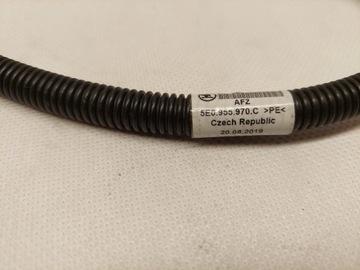 AFZ
5E0.955.970.C >PE<
Czech Republic
20.08.2019